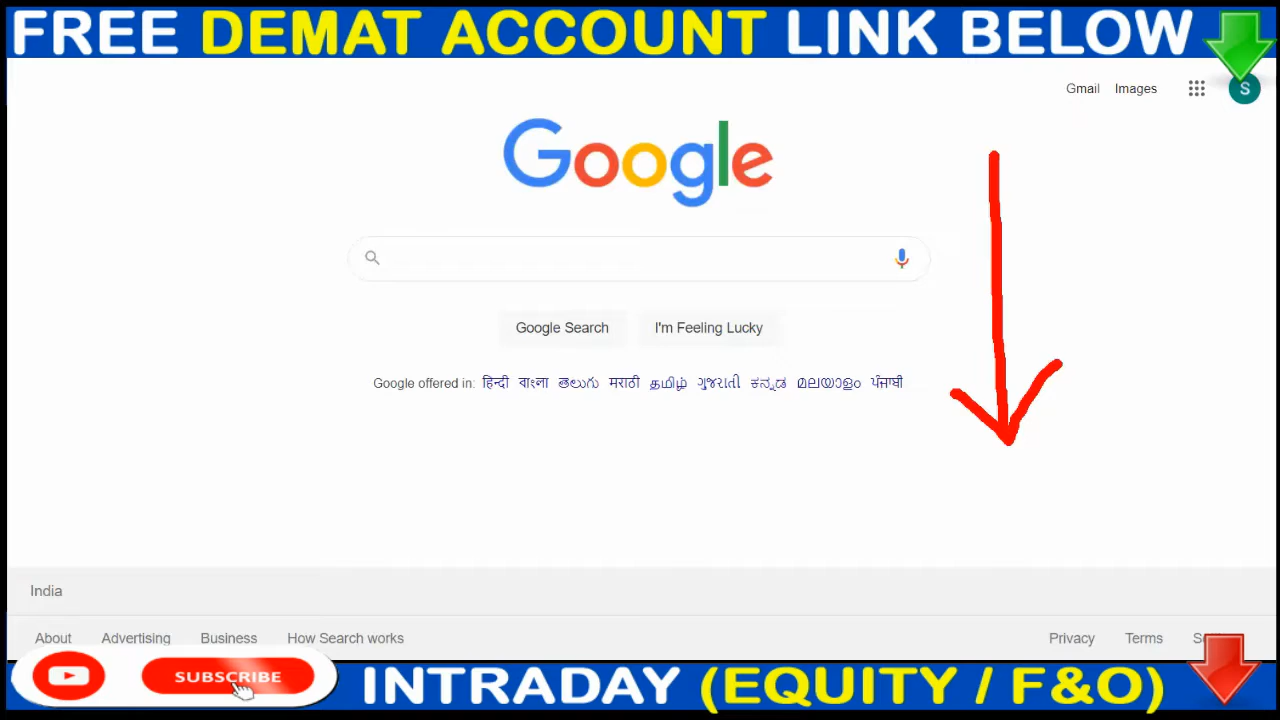 FREE DEMAT ACCOUNT LINK BELOW
Gmail Images S
Google
Google Search I'm Feeling Lucky
Google offered in: हिन्दी বাংলা తెలుగు मराठी தமிழ் ગુજરાતી ಕನ್ನಡ മലയാളം ਪੰਜਾਬੀ
India
About Advertising Business How Search works Privacy Terms
SUBSCRIBE
INTRADAY (EQUITY / F&O)